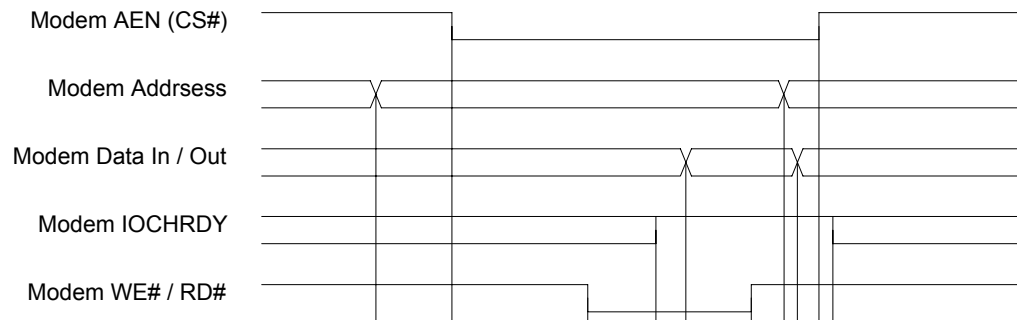 Modem AEN (CS#)
Modem Addrsess
Modem Data In / Out
Modem IOCHRDY
Modem WE# / RD#